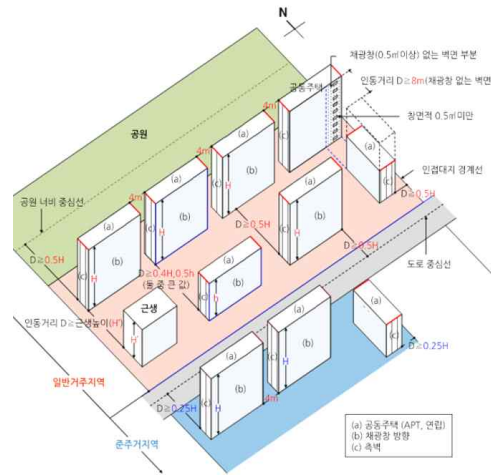 N
채광창(0.5㎡이상) 없는 벽면 부분
공동주택
인동거리 D≥8m(채광창 없는 벽면
창면적 0.5㎡미만
4m
(a)
(c)
공원
4m
(a)
(c)
H
(b)
(a)
(c)
인접대지 경계선
공원 너비 중심선
(a)
(c)
H
(b)
(a)
(c)
H
(b)
D≥0.5H
D≥0.5H
(a)
(c)
H
(b)
D≥0.5H
D≥0.5H
도로 중심선
D≥0.4H,0.5h
(둘 중 큰 값)
(a)
(c)
h
(b)
근생
H'
인동거리 D≥근생높이(H')
(a)
(c)
D≥0.25H
(a)
(c)
H
(b)
일반거주지역
(a)
(c)
H
(b)
4m
D≥0.25H
준주거지역
(a) 공동주택 (APT, 연립)
(b) 채광창 방향
(c) 측벽